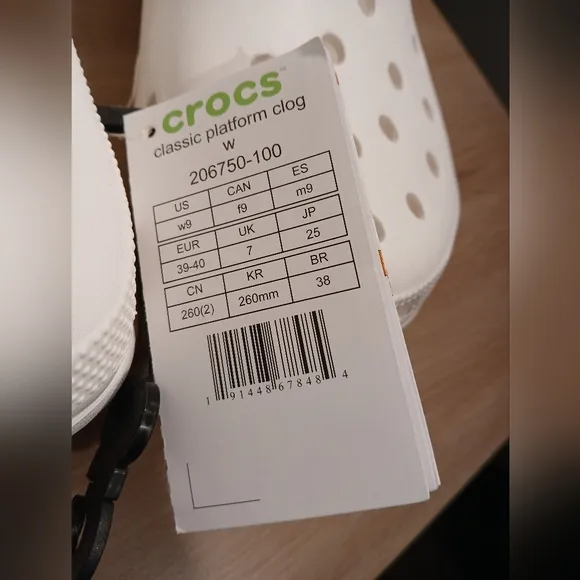 crocs™
classic platform clog
w
206750-100
US CAN ES
w9 f9 m9
EUR UK JP
39-40 7 25
CN KR BR
260(2) 260mm 38
1 91448 67848 4